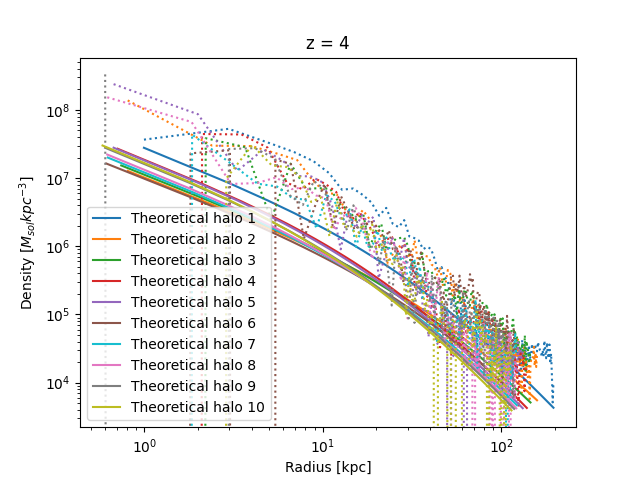 z = 4
Density [$M_{sol}kpc^{-3}$]
10^8
10^7
10^6
10^5
10^4
Theoretical halo 1
Theoretical halo 2
Theoretical halo 3
Theoretical halo 4
Theoretical halo 5
Theoretical halo 6
Theoretical halo 7
Theoretical halo 8
Theoretical halo 9
Theoretical halo 10
10^0 10^1 10^2
Radius [kpc]